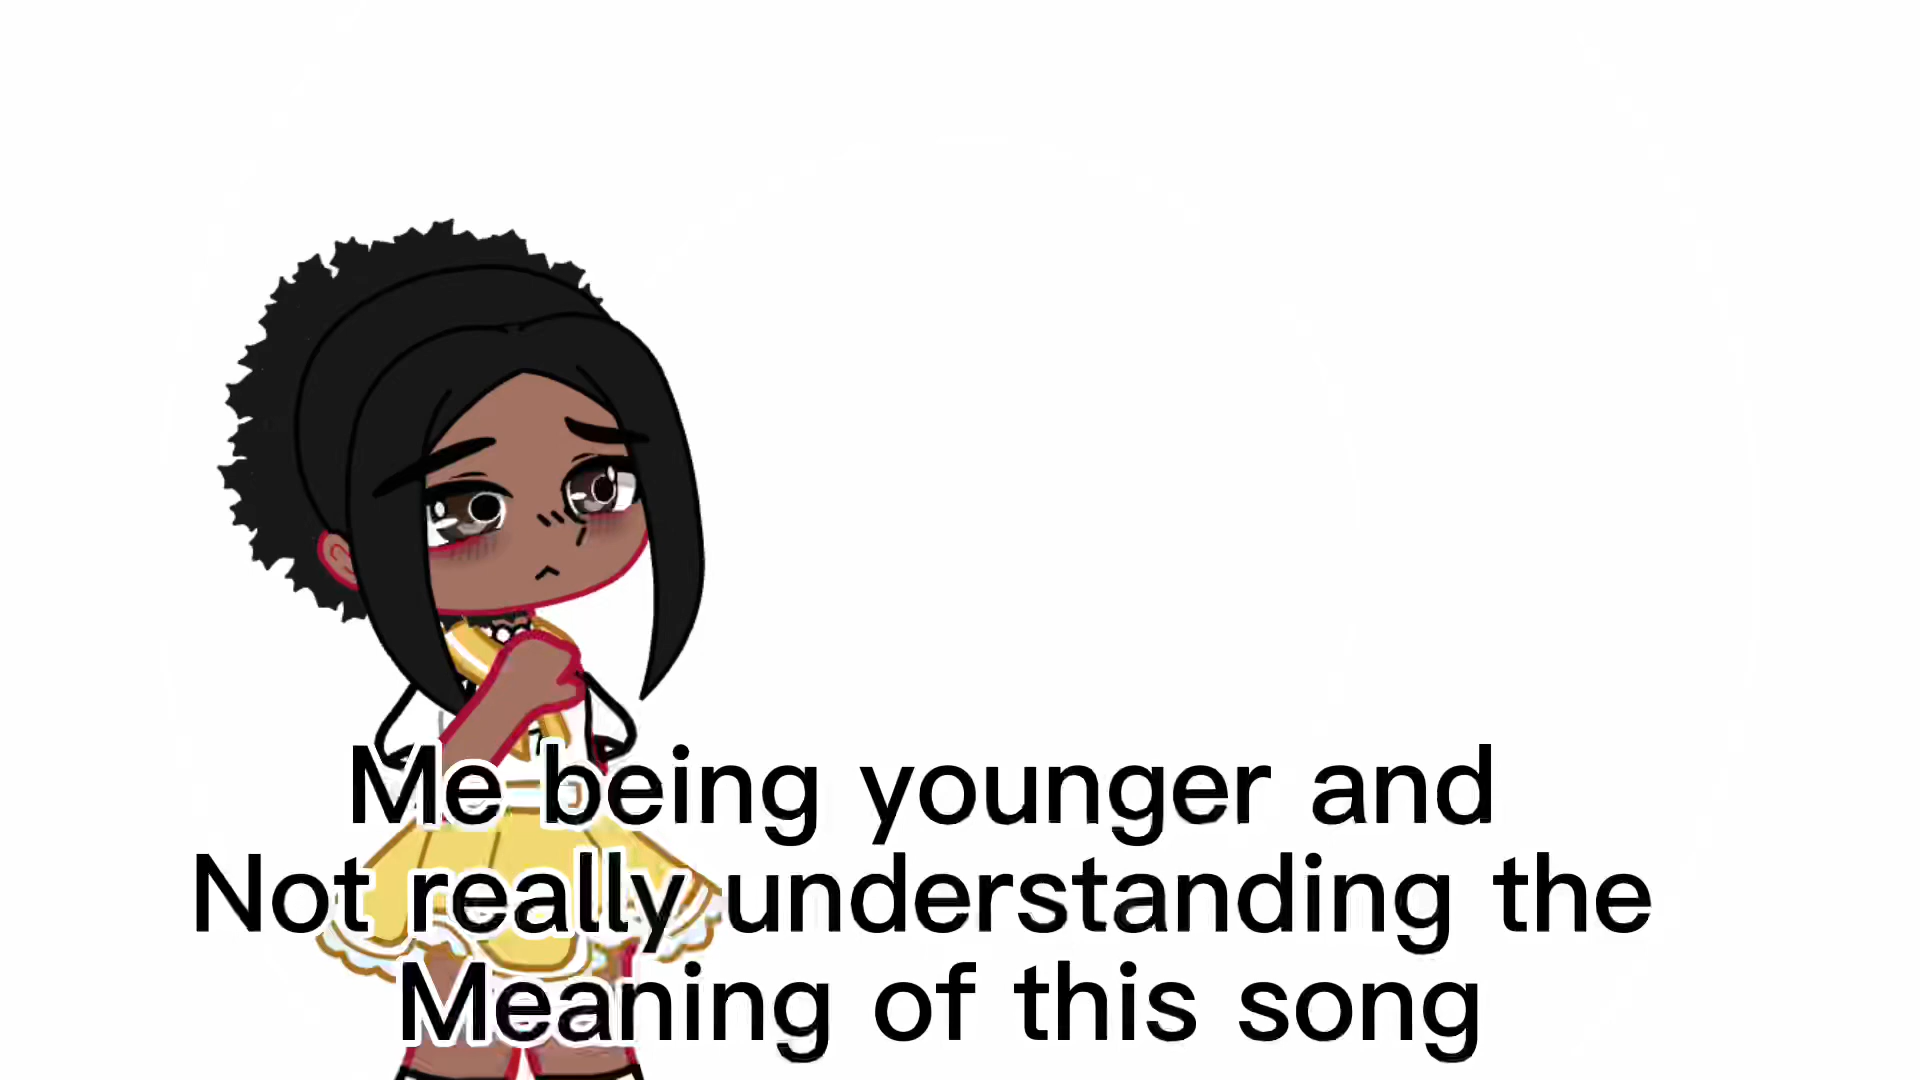 Me being younger and
Not really understanding the
Meaning of this song